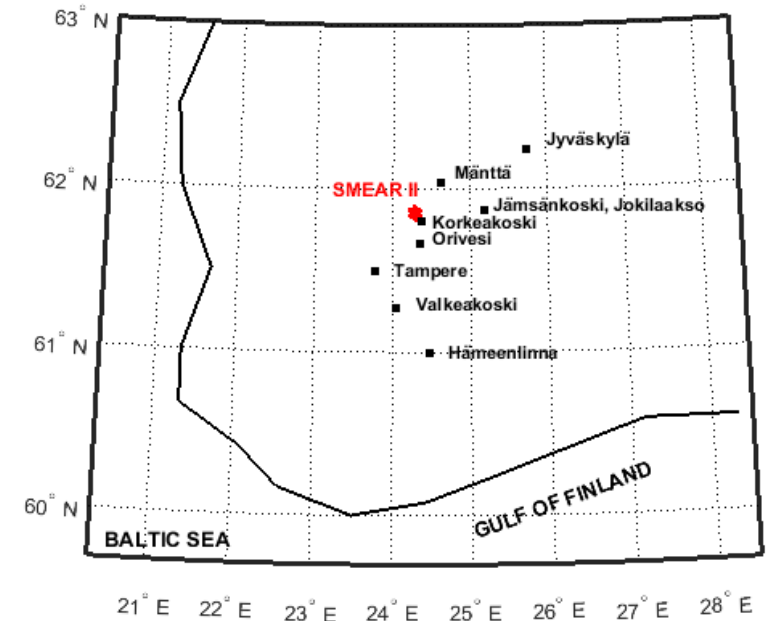 63° N
Jyväskylä
Mänttä
62° N
SMEAR II
Jämsänkoski, Jokilaakso
Korkeakoski
Orivesi
Tampere
Valkeakoski
61° N
Hämeenlinna
GULF OF FINLAND
60° N
BALTIC SEA
21° E 22° E 23° E 24° E 25° E 26° E 27° E 28° E